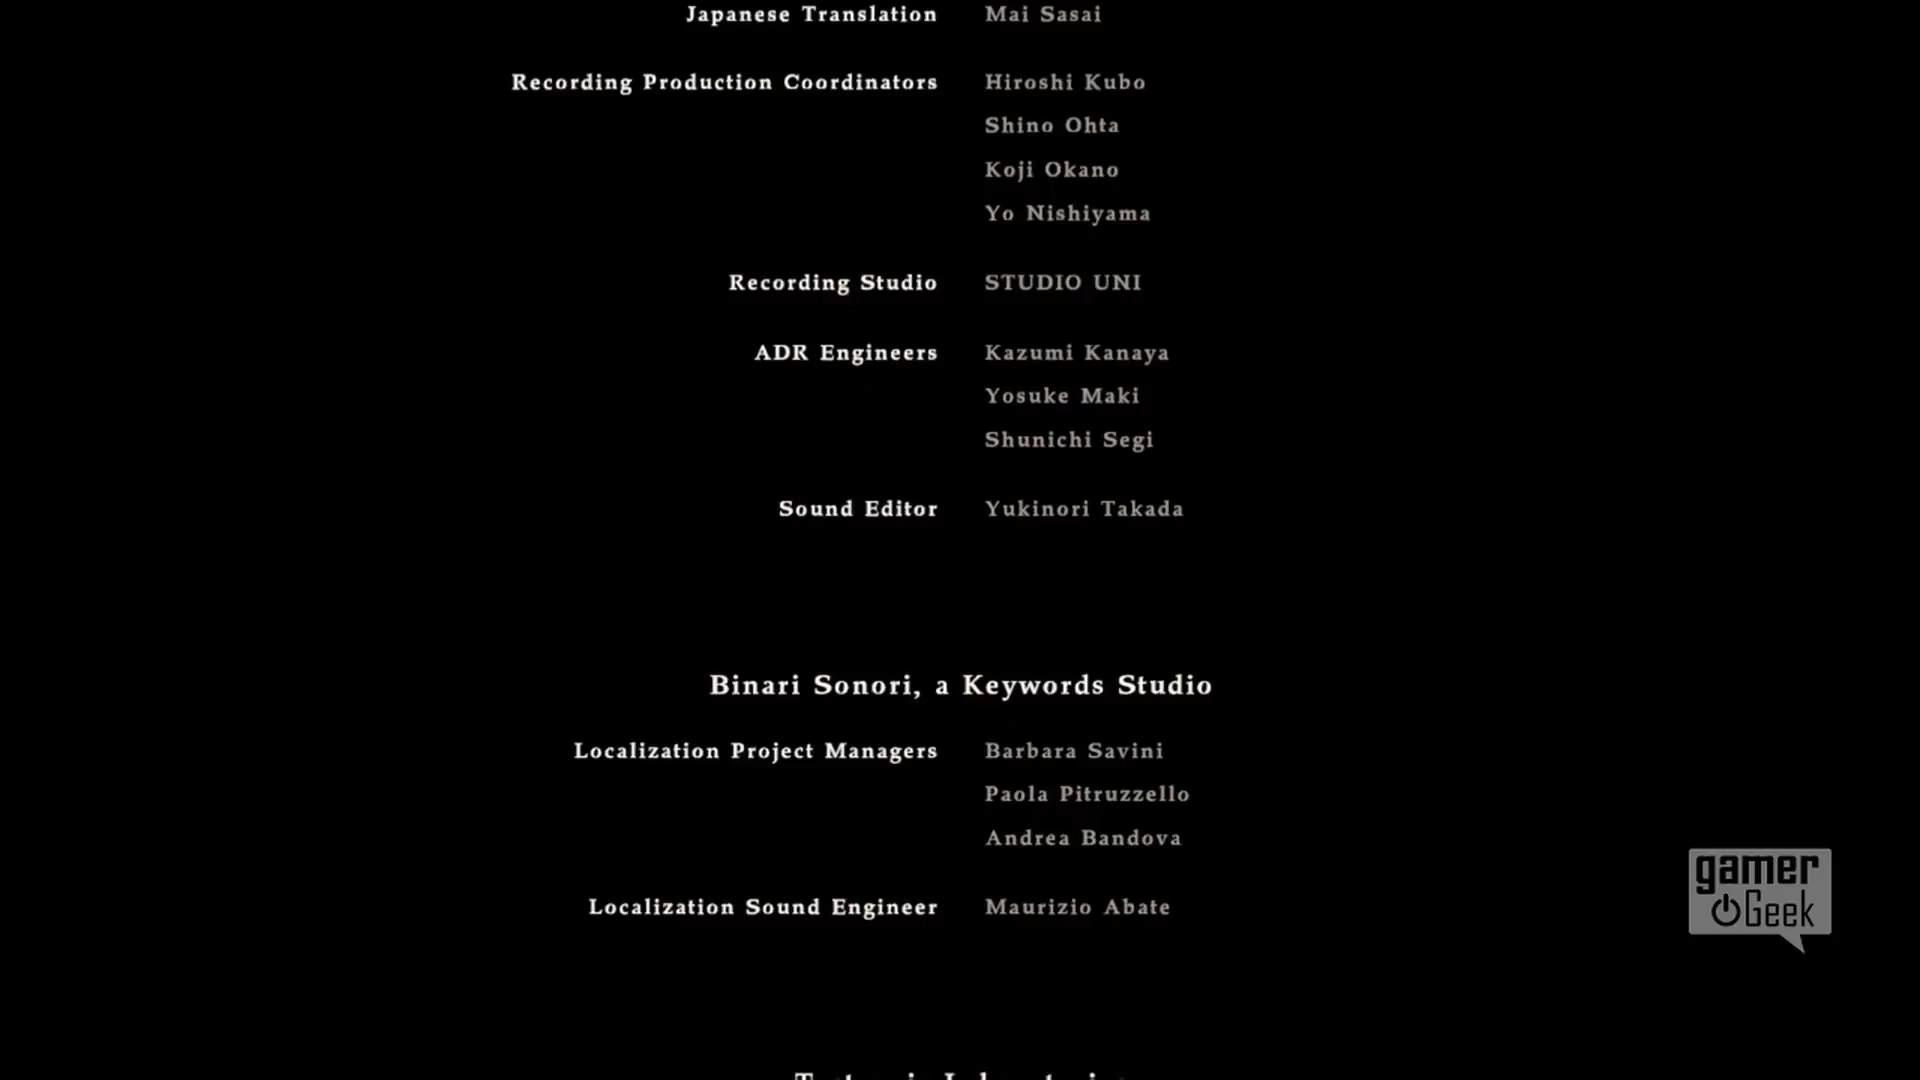 Japanese Translation Mai Sasai
Recording Production Coordinators Hiroshi Kubo
Shino Ohta
Koji Okano
Yo Nishiyama
Recording Studio STUDIO UNI
ADR Engineers Kazumi Kanaya
Yosuke Maki
Shunichi Segi
Sound Editor Yukinori Takada
Binari Sonori, a Keywords Studio
Localization Project Managers Barbara Savini
Paola Pitruzzello
Andrea Bandova
Localization Sound Engineer Maurizio Abate
gamer
Geek